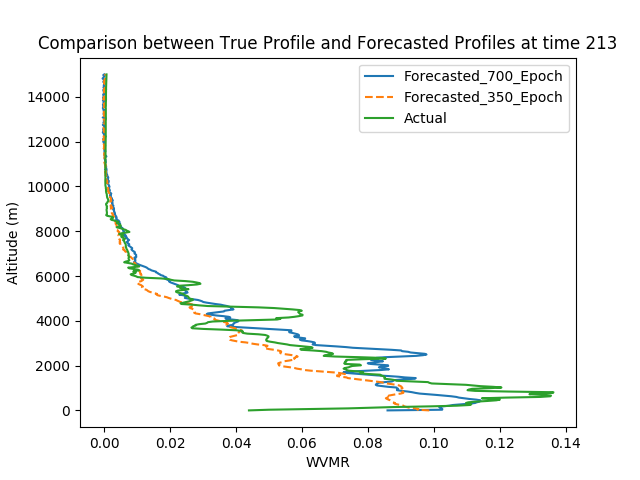 Comparison between True Profile and Forecasted Profiles at time 213
Forecasted_700_Epoch
Forecasted_350_Epoch
Actual
Altitude (m)
14000
12000
10000
8000
6000
4000
2000
0
0.00 0.02 0.04 0.06 0.08 0.10 0.12 0.14
WVMR